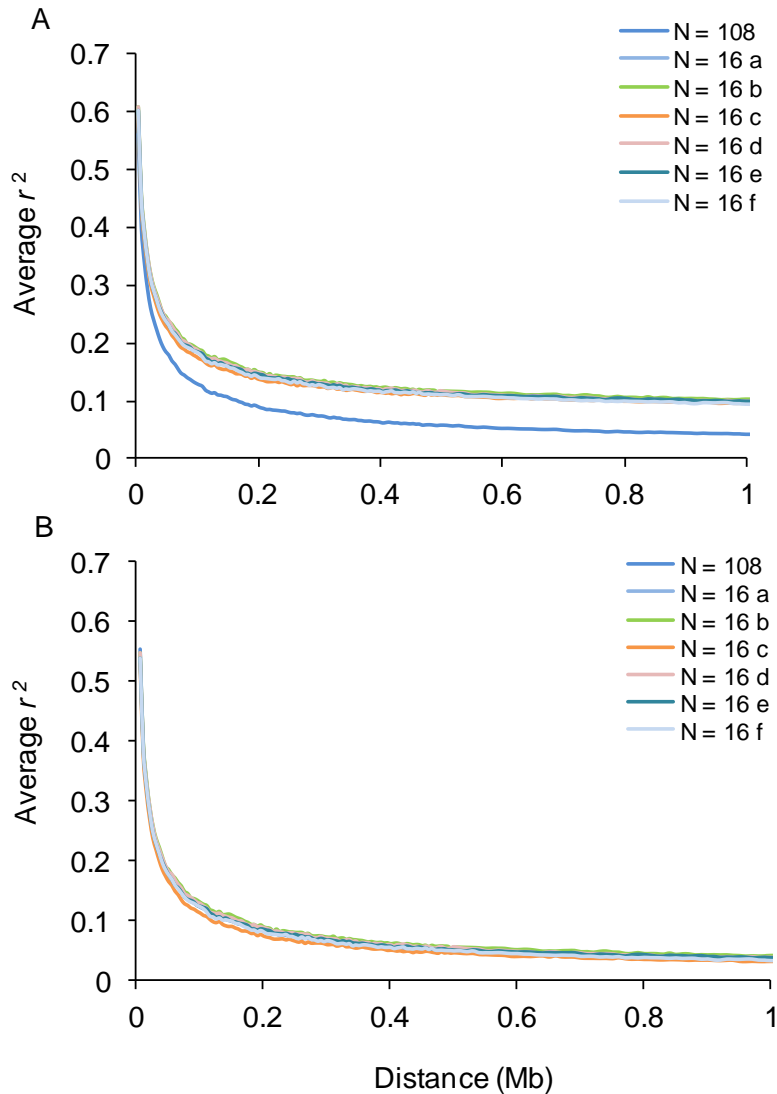 A
0.7
0.6
0.5
0.4
0.3
0.2
0.1
0
Average r²
0
0.2
0.4
0.6
0.8
1
N = 108
N = 16 a
N = 16 b
N = 16 c
N = 16 d
N = 16 e
N = 16 f
B
0.7
0.6
0.5
0.4
0.3
0.2
0.1
0
Average r²
0
0.2
0.4
0.6
0.8
1
N = 108
N = 16 a
N = 16 b
N = 16 c
N = 16 d
N = 16 e
N = 16 f
Distance (Mb)